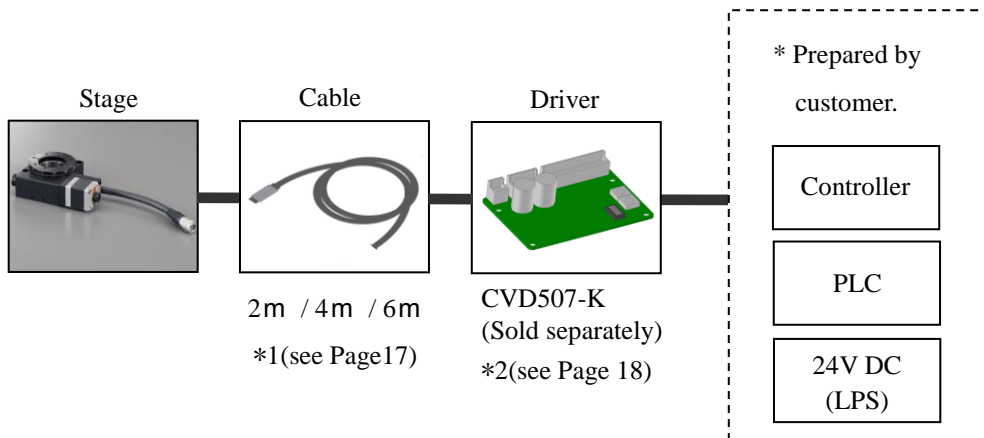 Stage
Cable
Driver
* Prepared by
customer.
Controller
PLC
24V DC
(LPS)
2m / 4m / 6m
*1(see Page17)
CVD507-K
(Sold separately)
*2(see Page 18)